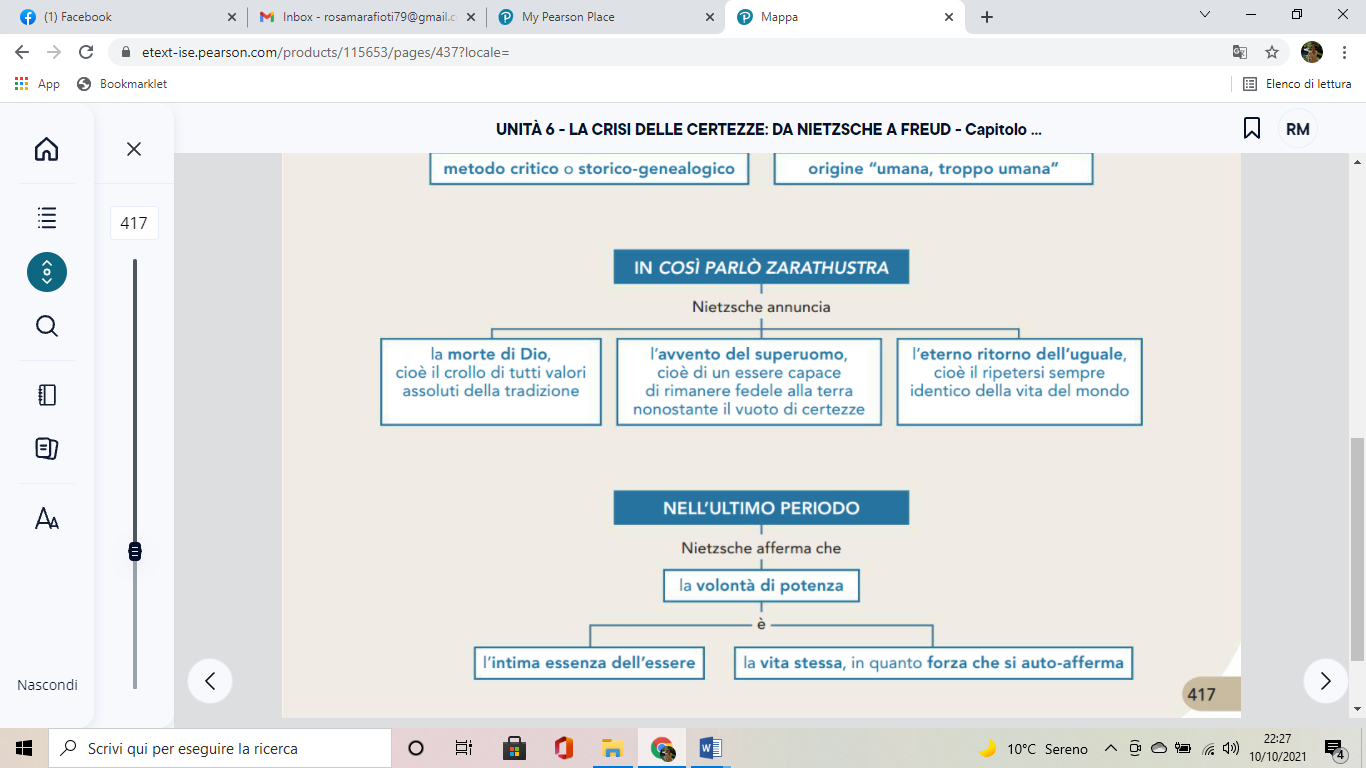 (1) Facebook
Inbox - rosamarafioti79@gmail.c
My Pearson Place
Mappa
etext-ise.pearson.com/products/115653/pages/437?locale=
App
Bookmarklet
Elenco di lettura
UNITÀ 6 - LA CRISI DELLE CERTEZZE: DA NIETZSCHE A FREUD - Capitolo ...
RM
417
metodo critico o storico-genealogico
origine “umana, troppo umana”
IN COSÌ PARLÒ ZARATHUSTRA
Nietzsche annuncia
la morte di Dio,
cioè il crollo di tutti valori
assoluti della tradizione
l’avvento del superuomo,
cioè di un essere capace
di rimanere fedele alla terra
nonostante il vuoto di certezze
l’eterno ritorno dell’uguale,
cioè il ripetersi sempre
identico della vita del mondo
NELL’ULTIMO PERIODO
Nietzsche afferma che
la volontà di potenza
è
l’intima essenza dell’essere
la vita stessa, in quanto forza che si auto-afferma
417
Nascondi
Scrivi qui per eseguire la ricerca
10°C Sereno
22:27
10/10/2021
4